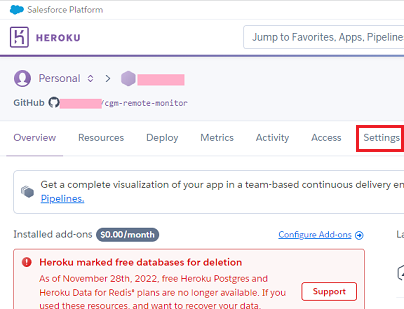 Salesforce Platform
HEROKU
Jump to Favorites, Apps, Pipeline
Personal
GitHub /cgm-remote-monitor
Overview Resources Deploy Metrics Activity Access Settings
Get a complete visualization of your app in a team-based continuous delivery en
Pipelines.
Installed add-ons $0.00/month Configure Add-ons La
Heroku marked free databases for deletion
As of November 28th, 2022, free Heroku Postgres and
Heroku Data for Redis® plans are no longer available. If you
used these resources, and want to recover your data,
Support